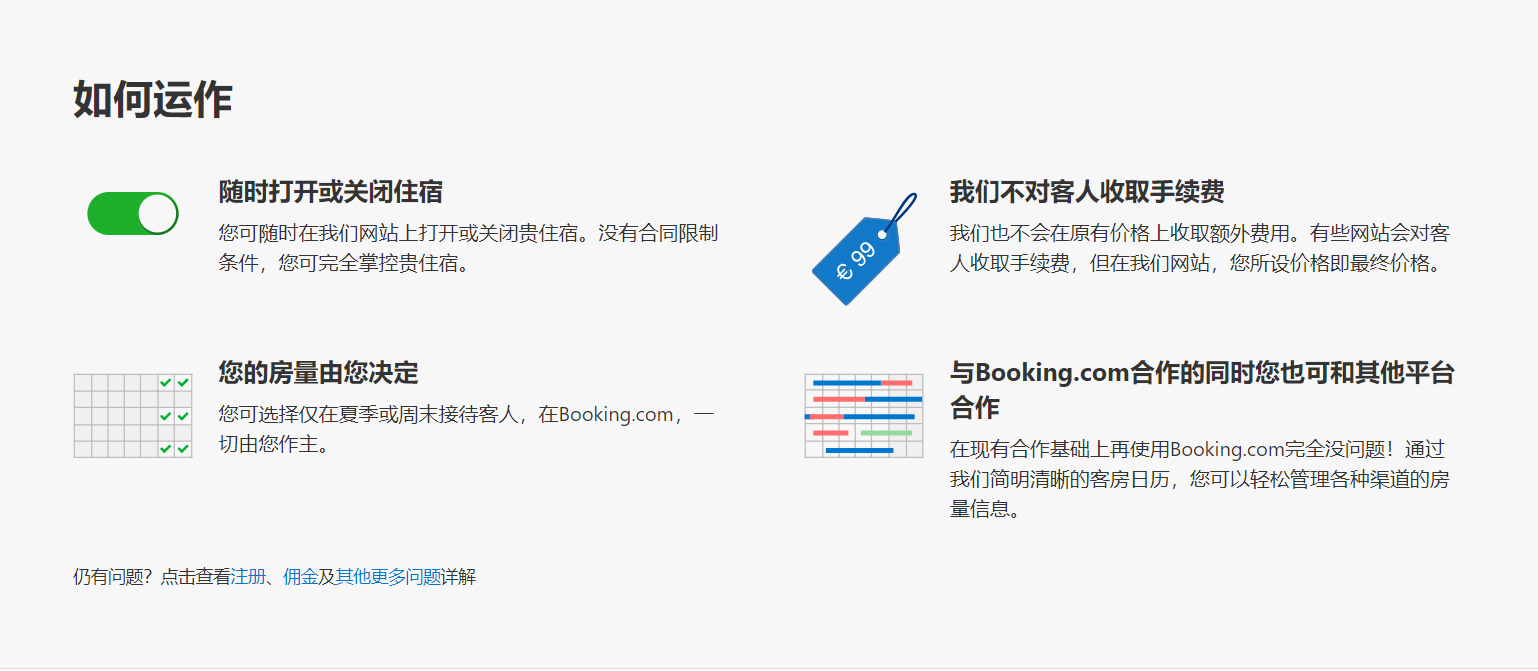 如何运作
随时打开或关闭住宿
您可随时在我们网站上打开或关闭贵住宿。没有合同限制
条件，您可完全掌控贵住宿。
€ 99
我们不对客人收取手续费
我们也不会在原有价格上收取额外费用。有些网站会对客
人收取手续费，但在我们网站，您所设价格即最终价格。
您的房量由您决定
您可选择仅在夏季或周末接待客人，在Booking.com，一
切由您作主。
与Booking.com合作的同时您也可和其他平台
合作
在现有合作基础上再使用Booking.com完全没问题！通过
我们简明清晰的客房日历，您可以轻松管理各种渠道的房
量信息。
仍有问题？点击查看注册、佣金及其他更多问题详解